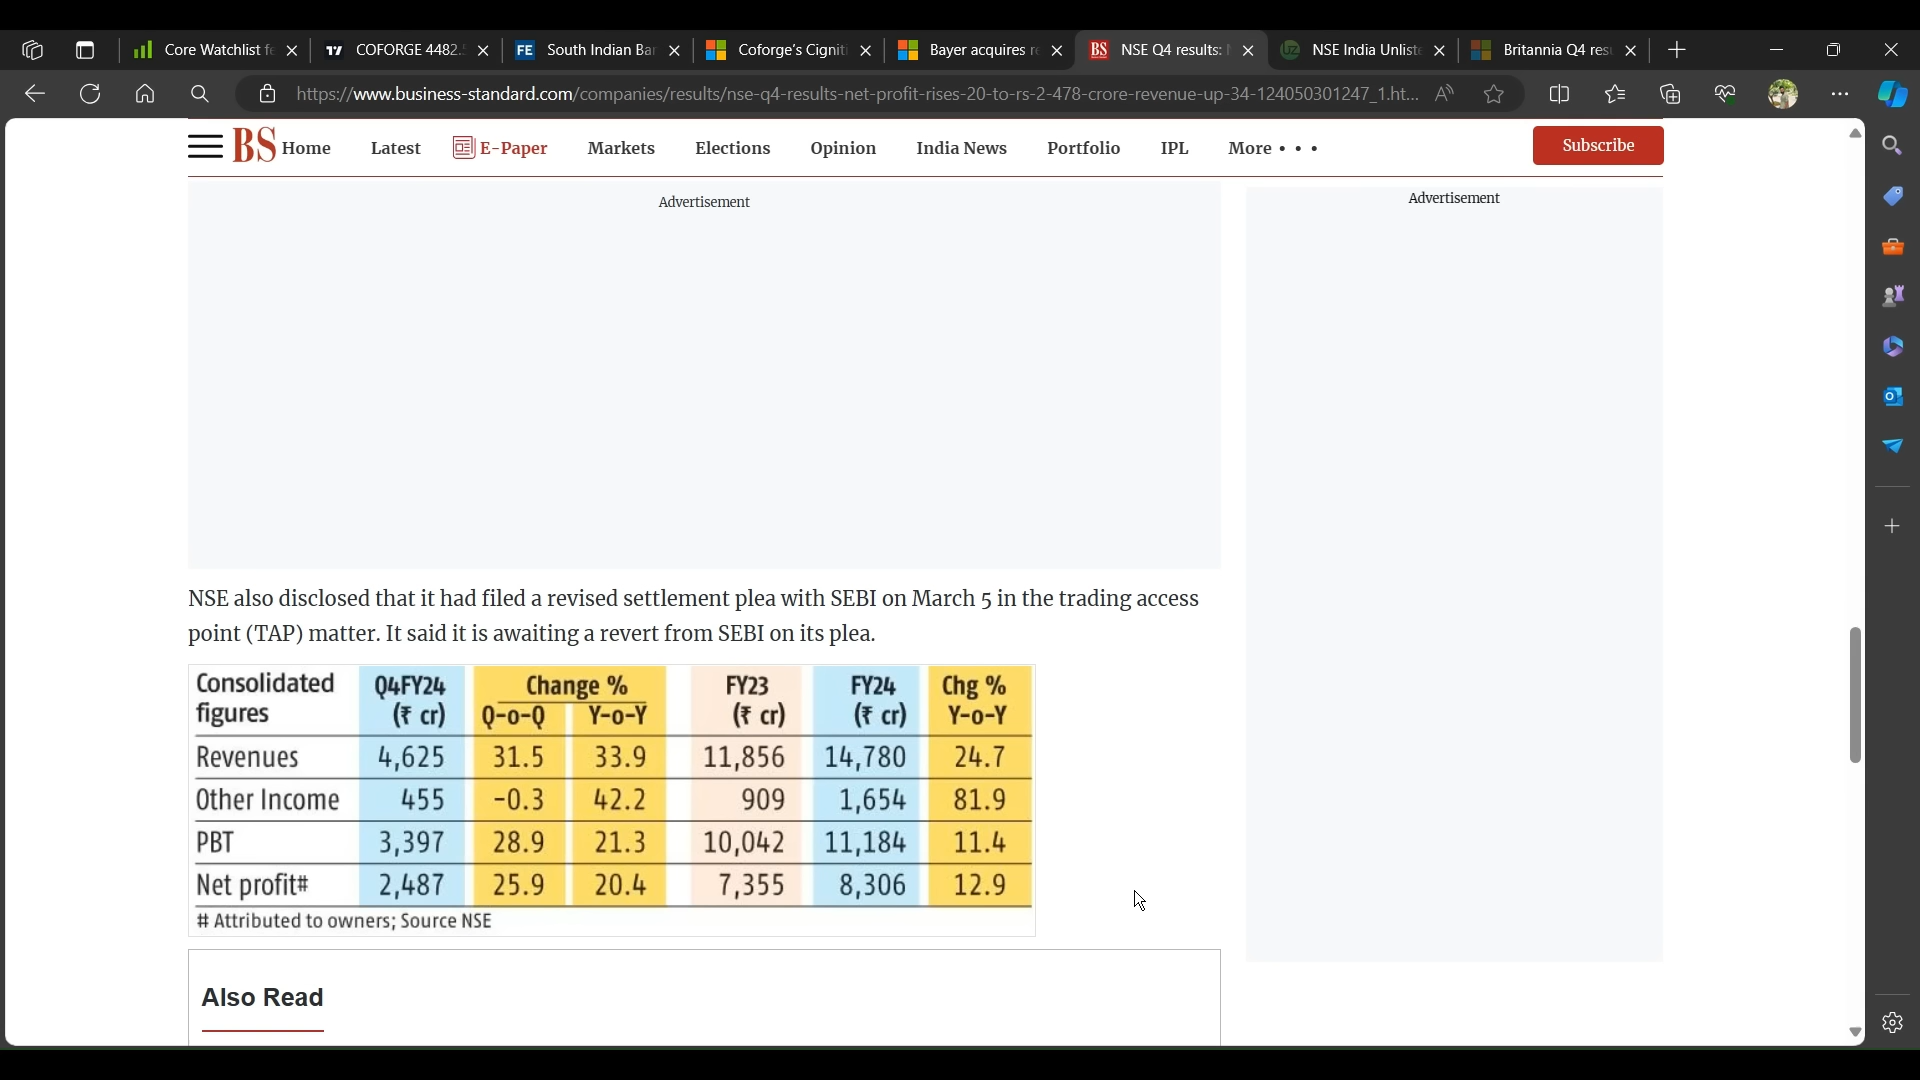 Core Watchlist fe
COFORGE 4482.
FE South Indian Bar
Coforge's Cigniti
Bayer acquires r
BS NSE Q4 results:
NSE India Unliste
Britannia Q4 resu
https://www.business-standard.com/companies/results/nse-q4-results-net-profit-rises-20-to-rs-2-478-crore-revenue-up-34-124050301247_1.ht...
BS Home Latest E-Paper Markets Elections Opinion India News Portfolio IPL More • • • Subscribe
Advertisement
Advertisement
NSE also disclosed that it had filed a revised settlement plea with SEBI on March 5 in the trading access
point (TAP) matter. It said it is awaiting a revert from SEBI on its plea.
Consolidated figures Q4FY24 (₹ cr) Change % Q-o-Q Y-o-Y FY23 (₹ cr) FY24 (₹ cr) Chg % Y-o-Y
Revenues 4,625 31.5 33.9 11,856 14,780 24.7
Other Income 455 -0.3 42.2 909 1,654 81.9
PBT 3,397 28.9 21.3 10,042 11,184 11.4
Net profit# 2,487 25.9 20.4 7,355 8,306 12.9
# Attributed to owners; Source NSE
Also Read